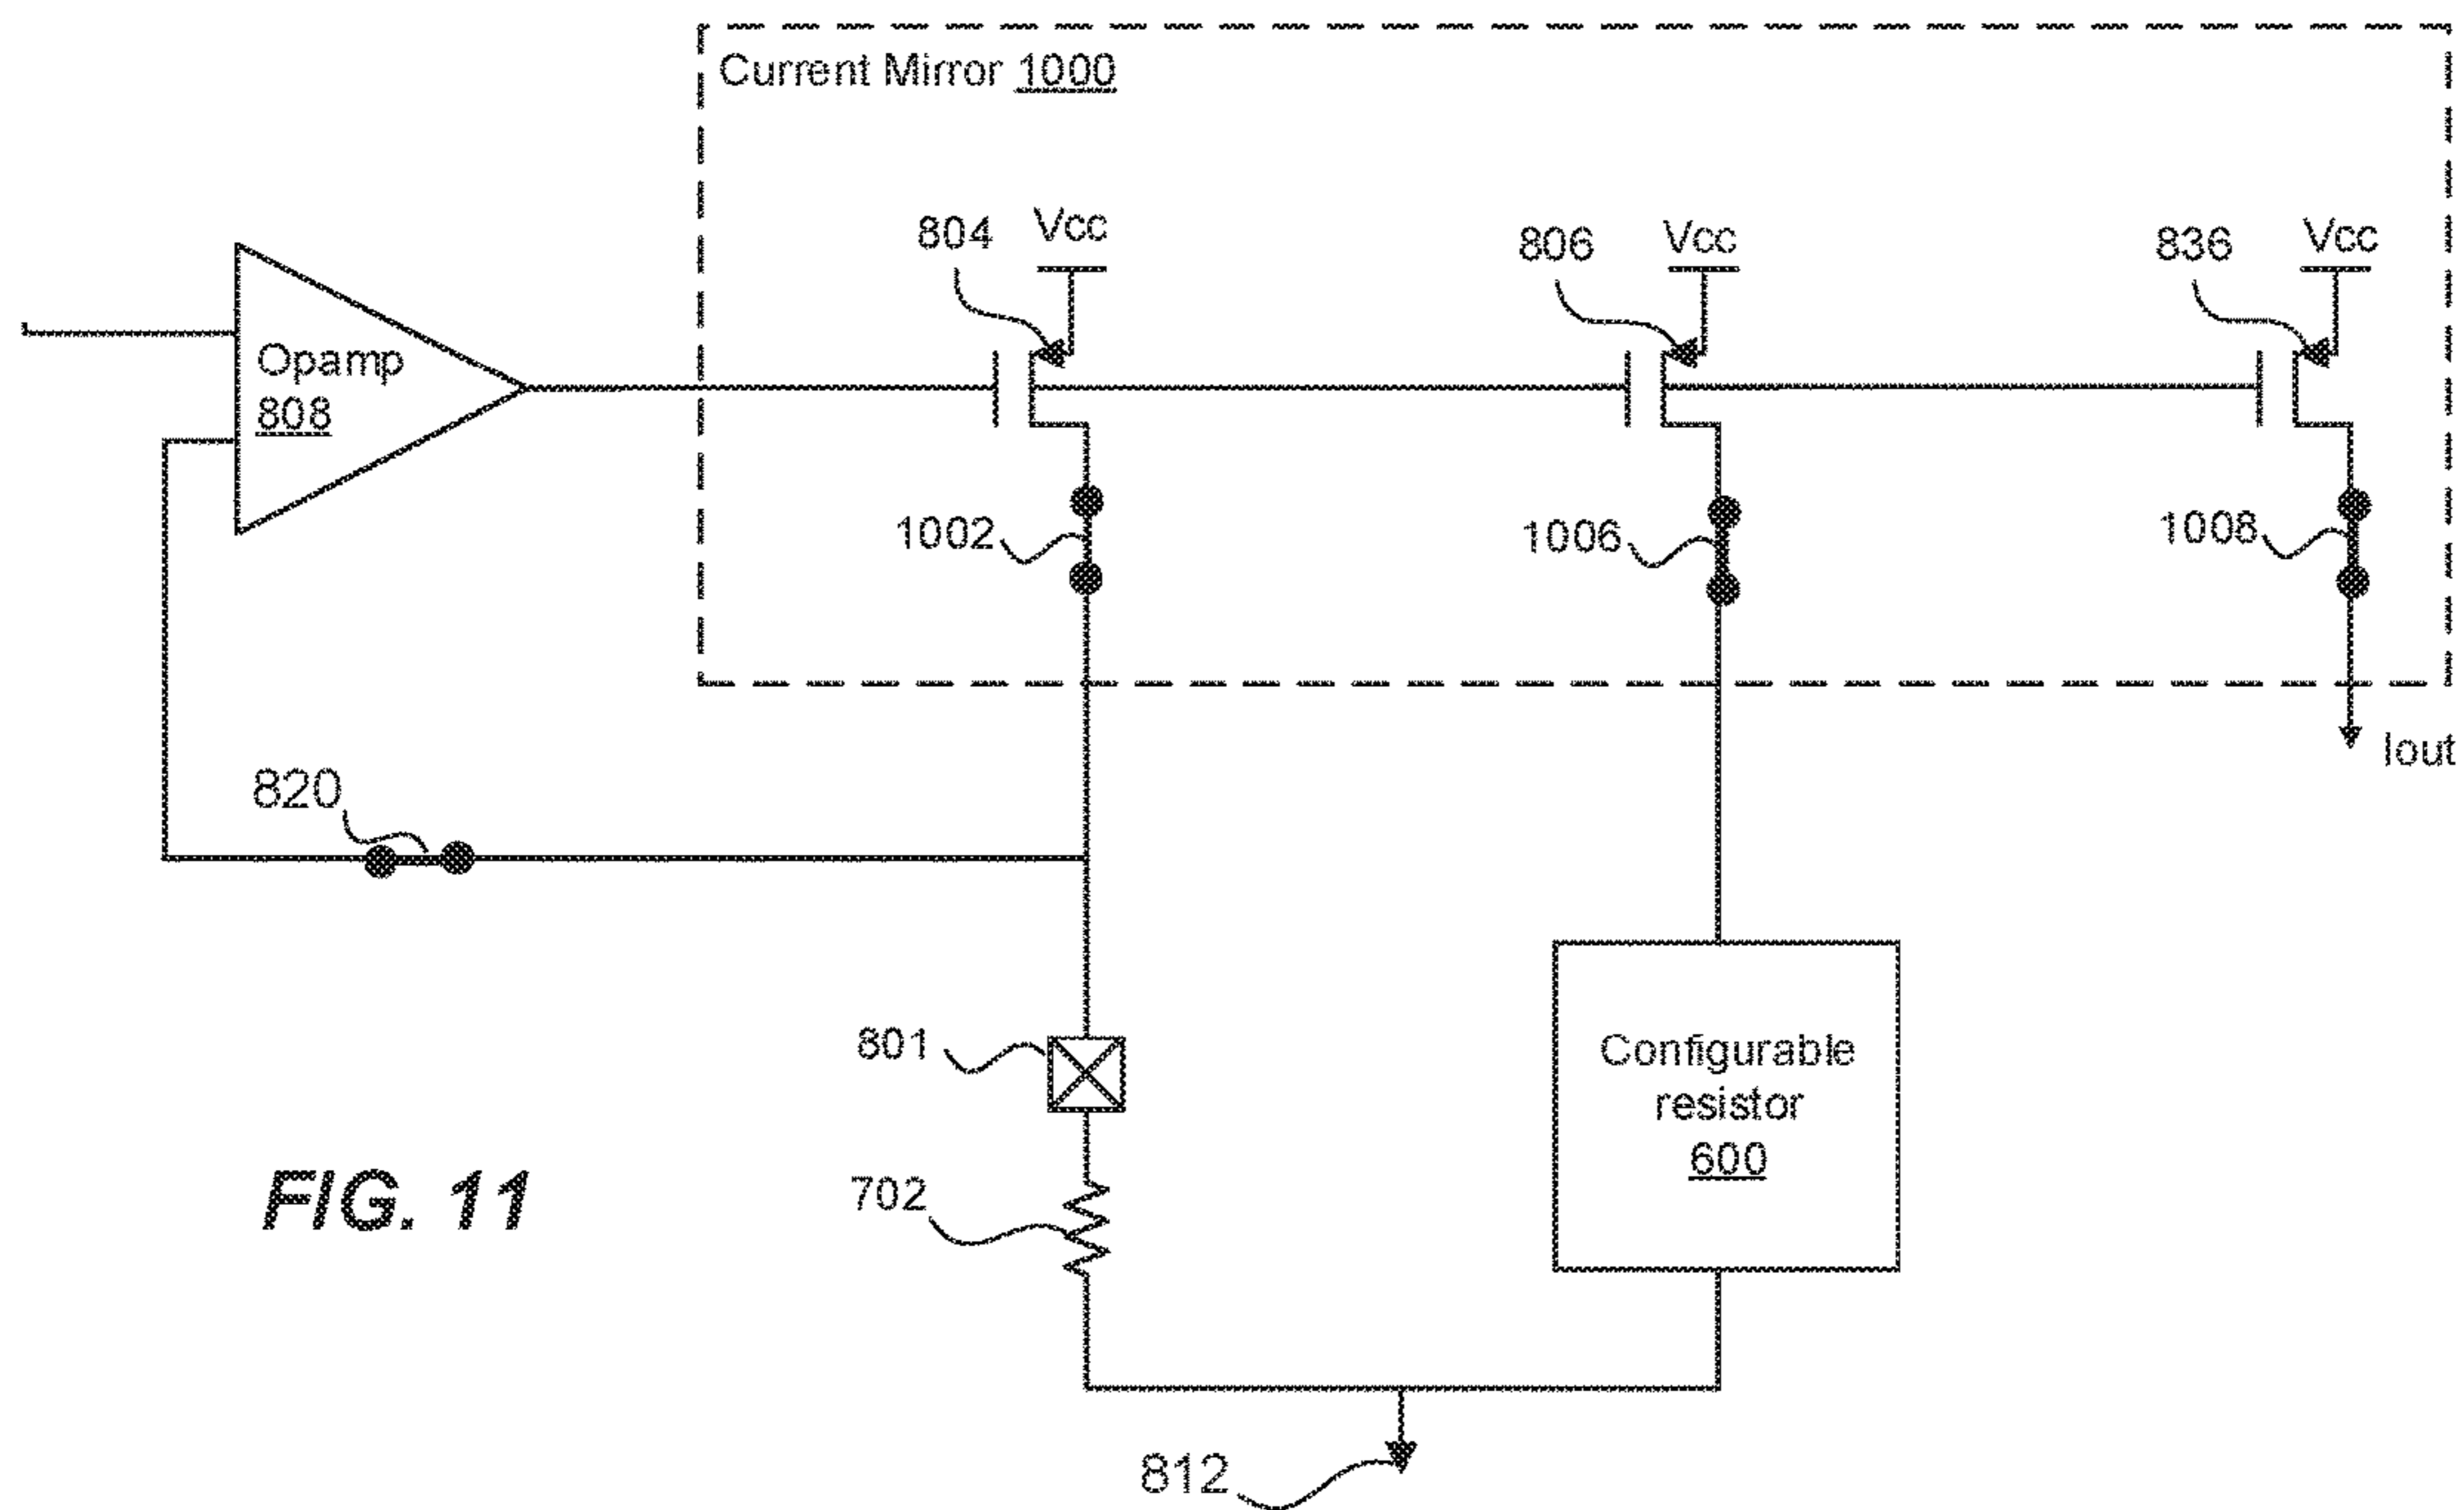 Current Mirror 1000
804
Vcc
806
Vcc
836
Vcc
Opamp
808
1002
1006
1008
Iout
820
801
Configurable
resistor
600
702
FIG. 11
812